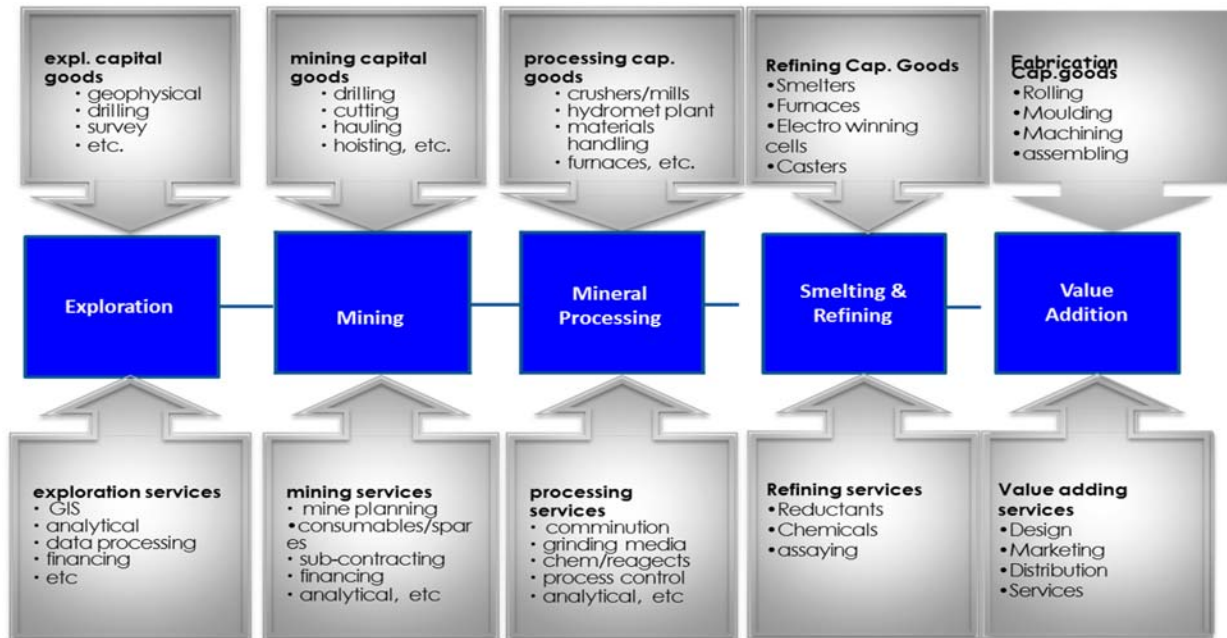 expl. capital
goods
· geophysical
· drilling
· survey
· etc.
mining capital
goods
· drilling
· cutting
· hauling
· hoisting, etc.
processing cap.
goods
· crushers/mills
· hydromet plant
· materials
handling
· furnaces, etc.
Refining Cap. Goods
•Smelters
•Furnaces
•Electro winning
cells
•Casters
Fabrication
Cap.goods
•Rolling
•Moulding
•Machining
•assembling
Exploration
Mining
Mineral
Processing
Smelting &
Refining
Value
Addition
exploration services
· GIS
· analytical
· data processing
· financing
· etc
mining services
· mine planning
•consumables/spar
es
· sub-contracting
· financing
· analytical, etc
processing
services
· comminution
· grinding media
· chem/reagects
· process control
· analytical, etc
Refining services
•Reductants
•Chemicals
•assaying
Value adding
services
•Design
•Marketing
•Distribution
•Services